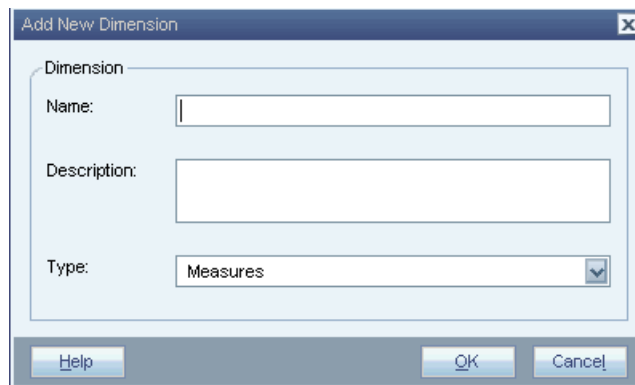 Add New Dimension
Dimension
Name:
Description:
Type:
Measures
Help
OK
Cancel